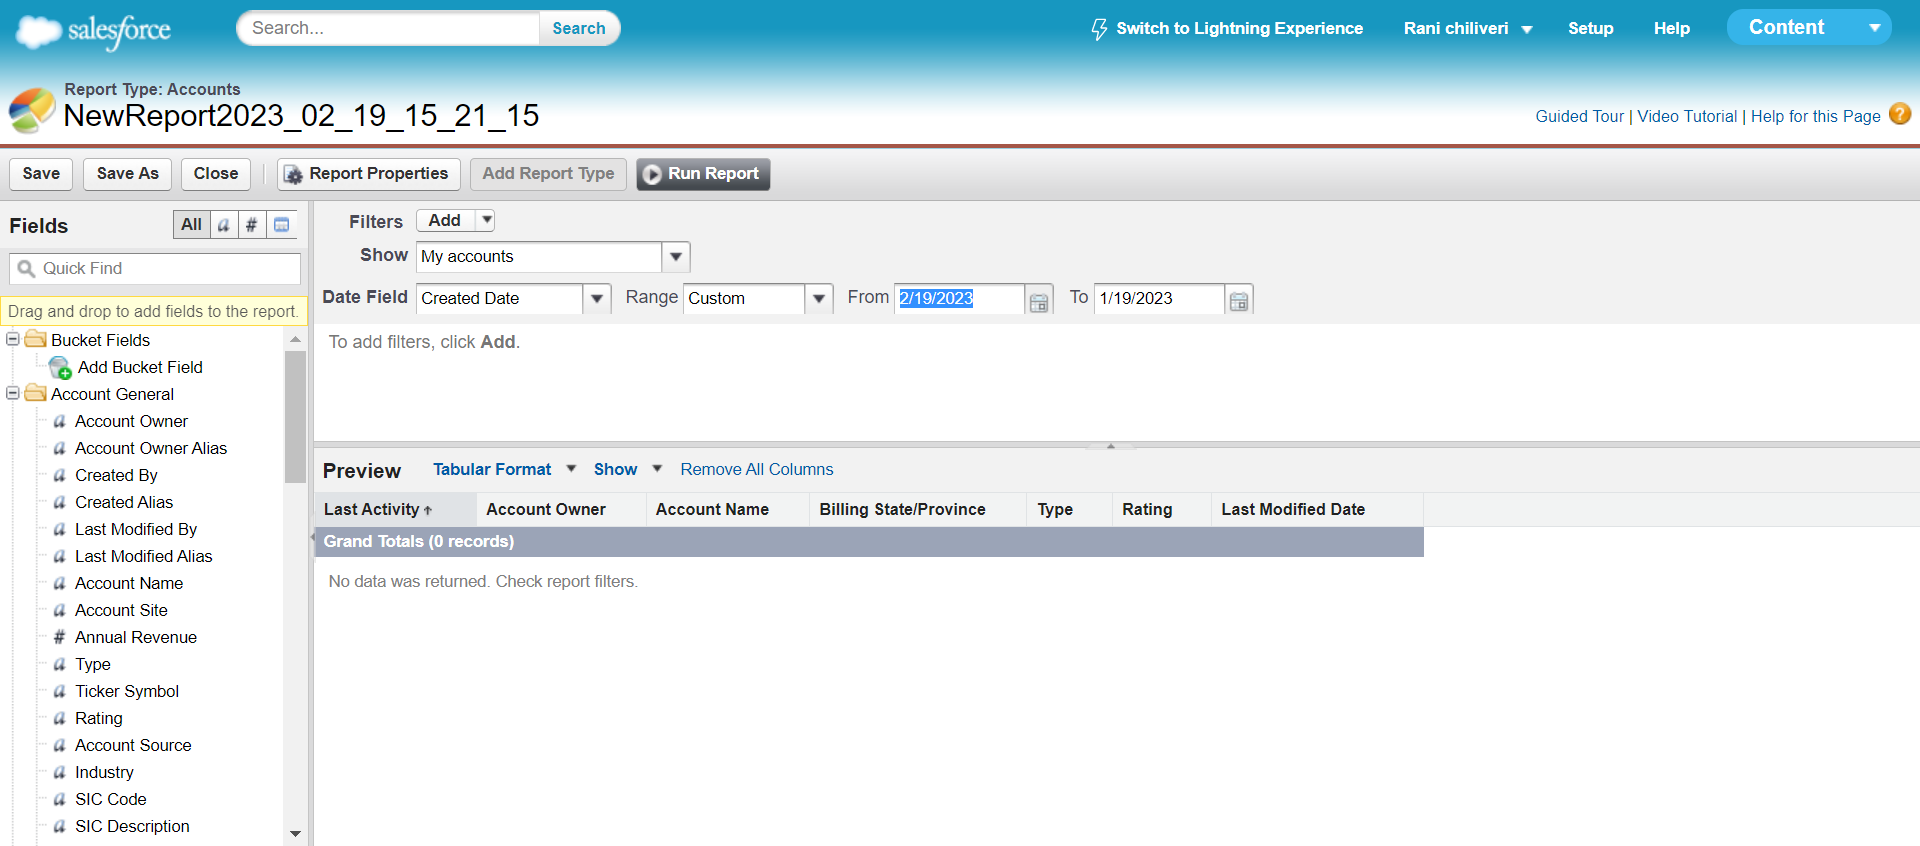 salesforce
Search...
Search
Switch to Lightning Experience
Rani chiliveri
Setup
Help
Content
Report Type: Accounts
NewReport2023_02_19_15_21_15
Guided Tour | Video Tutorial | Help for this Page ?
Save
Save As
Close
Report Properties
Add Report Type
Run Report
Fields
All
a
#
Quick Find
Drag and drop to add fields to the report.
Bucket Fields
Add Bucket Field
Account General
a Account Owner
a Account Owner Alias
a Created By
a Created Alias
a Last Modified By
a Last Modified Alias
a Account Name
a Account Site
# Annual Revenue
a Type
a Ticker Symbol
a Rating
a Account Source
a Industry
a SIC Code
a SIC Description
Filters Add
Show My accounts
Date Field Created Date Range Custom From 2/19/2023 To 1/19/2023
To add filters, click Add.
Preview Tabular Format Show Remove All Columns
Last Activity Account Owner Account Name Billing State/Province Type Rating Last Modified Date
Grand Totals (0 records)
No data was returned. Check report filters.